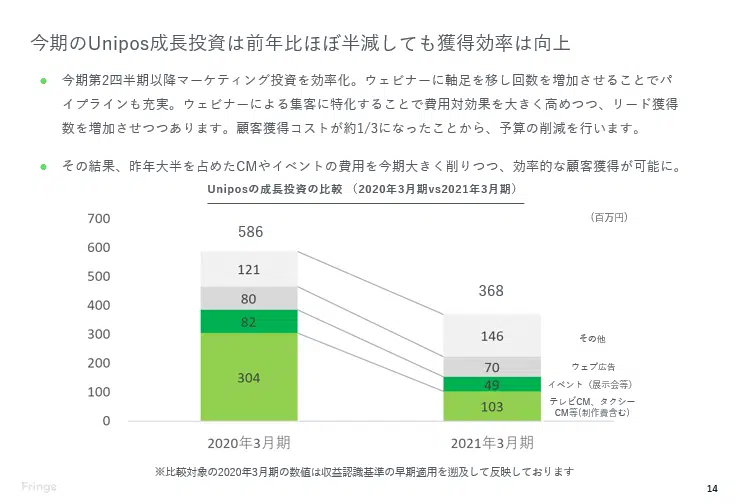 今期のUnipos成長投資は前年比ほぼ半減しても獲得効率は向上
● 今期第2四半期以降マーケティング投資を効率化。ウェビナーに軸足を移し回数を増加させることでパ
イプラインも充実。ウェビナーによる集客に特化することで費用対効果を大きく高めつつ、リード獲得
数を増加させつつあります。顧客獲得コストが約1/3になったことから、予算の削減を行います。
● その結果、昨年大半を占めたCMやイベントの費用を今期大きく削りつつ、効率的な顧客獲得が可能に。
Uniposの成長投資の比較 （2020年3月期vs2021年3月期）
（百万円）
700
600
500
400
300
200
100
0
586
121
80
82
304
368
146
70
49
103
その他
ウェブ広告
イベント（展示会等）
テレビCM、タクシー
CM等(制作費含む)
2020年3月期
2021年3月期
※比較対象の2020年3月期の数値は収益認識基準の早期適用を遡及して反映しております
Fringe
14